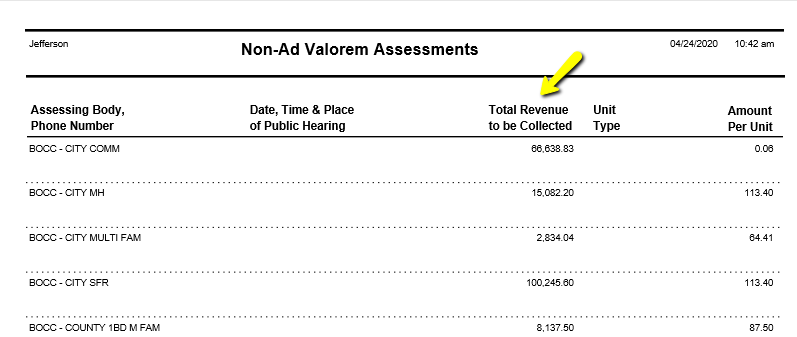 Jefferson Non-Ad Valorem Assessments 04/24/2020 10:42 am
Assessing Body, Date, Time & Place Total Revenue Unit Amount
Phone Number of Public Hearing to be Collected Type Per Unit
BOCC - CITY COMM 66,638.83 0.06
BOCC - CITY MH 15,082.20 113.40
BOCC - CITY MULTI FAM 2,834.04 64.41
BOCC - CITY SFR 100,245.60 113.40
BOCC - COUNTY 1BD M FAM 8,137.50 87.50